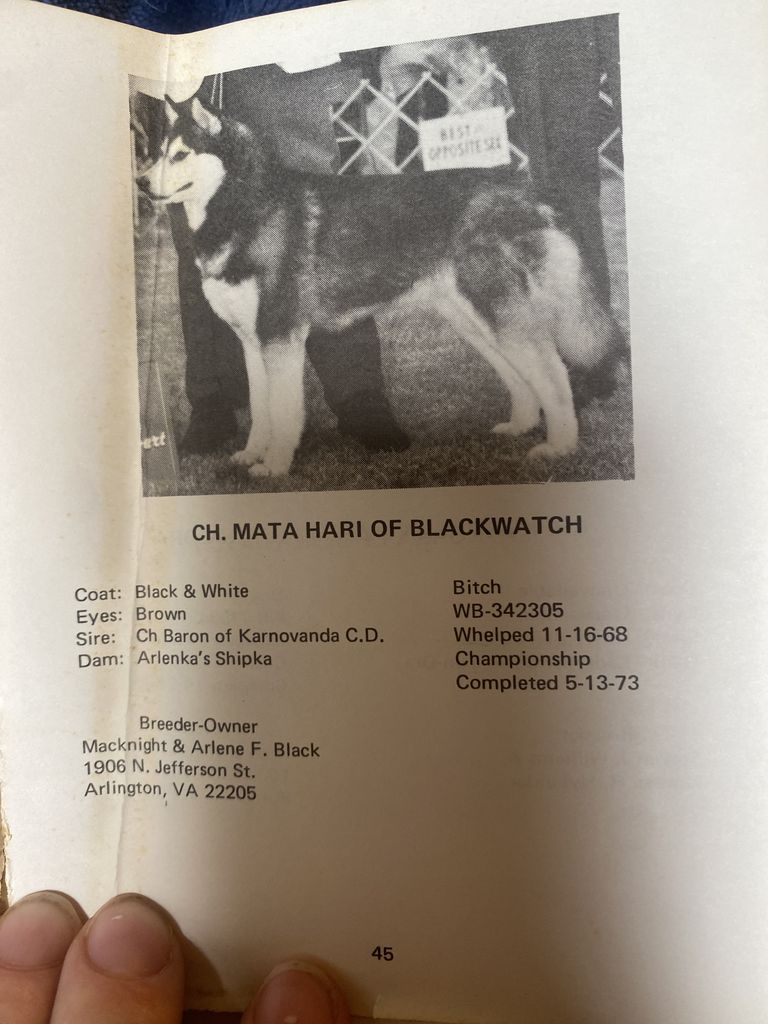 BEST
OPPOSITE SEX
CH. MATA HARI OF BLACKWATCH
Coat: Black & White
Eyes: Brown
Sire: Ch Baron of Karnovanda C.D.
Dam: Arlenka's Shipka
Bitch
WB-342305
Whelped 11-16-68
Championship
Completed 5-13-73
Breeder-Owner
Macknight & Arlene F. Black
1906 N. Jefferson St.
Arlington, VA 22205
45